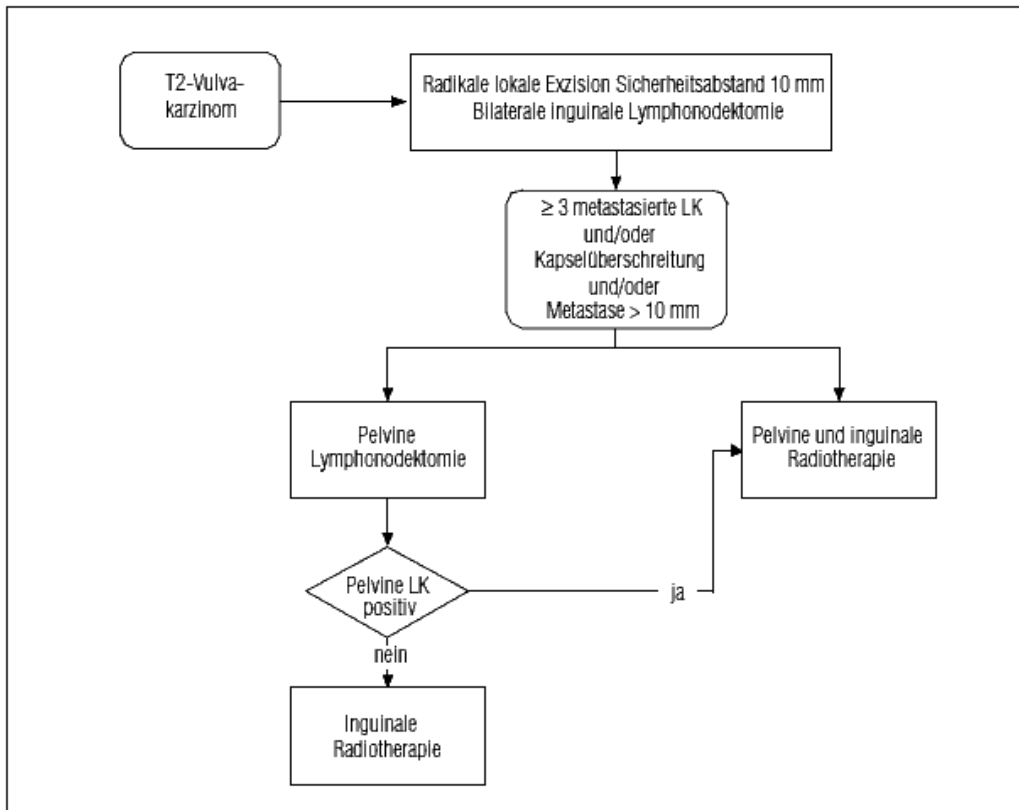 T2-Vulva-
karzinom
Radikale lokale Exzision Sicherheitsabstand 10 mm
Bilaterale inguinale Lymphonodektomie
≥ 3 metastasierte LK
und/oder
Kapselüberschreitung
und/oder
Metastase > 10 mm
Pelvine
Lymphonodektomie
Pelvine und inguinale
Radiotherapie
Pelvine LK
positiv
ja
nein
Inguinale
Radiotherapie